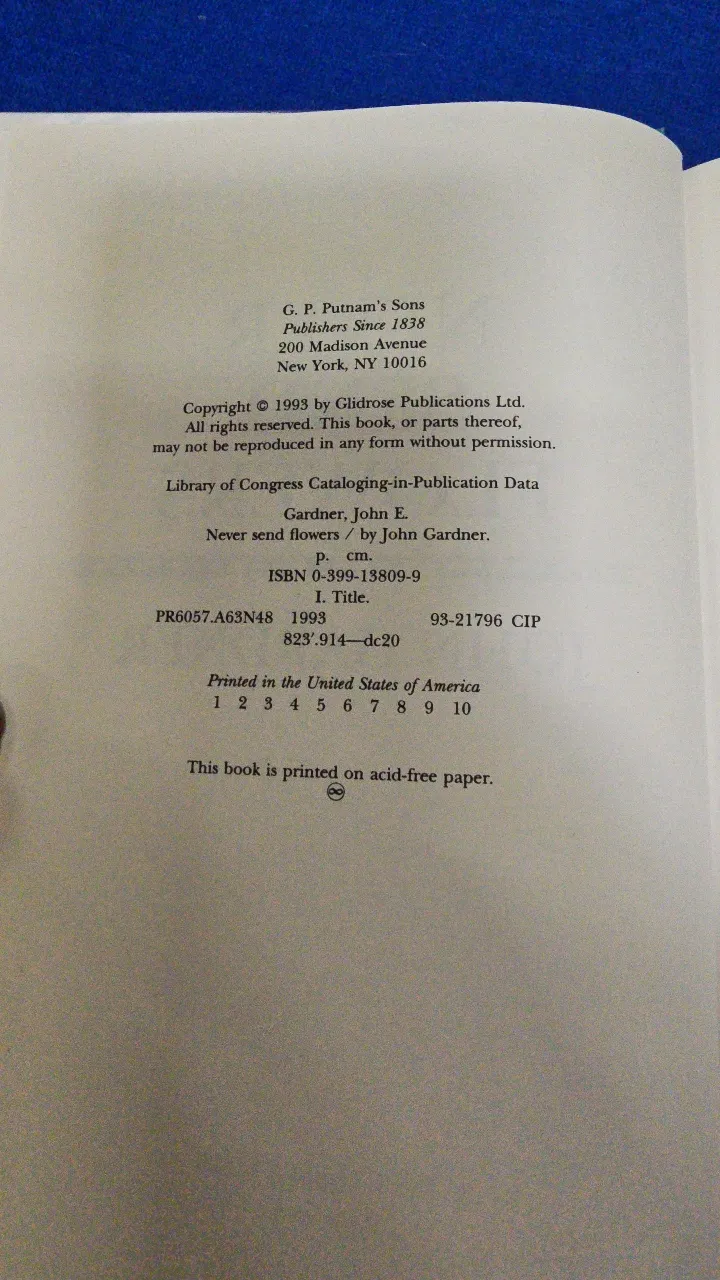 G. P. Putnam's Sons
Publishers Since 1838
200 Madison Avenue
New York, NY 10016
Copyright © 1993 by Glidrose Publications Ltd.
All rights reserved. This book, or parts thereof,
may not be reproduced in any form without permission.
Library of Congress Cataloging-in-Publication Data
Gardner, John E.
Never send flowers / by John Gardner.
p. cm.
ISBN 0-399-13809-9
I. Title.
PR6057.A63N48 1993 93-21796 CIP
823′.914—dc20
Printed in the United States of America
1 2 3 4 5 6 7 8 9 10
This book is printed on acid-free paper.
♾